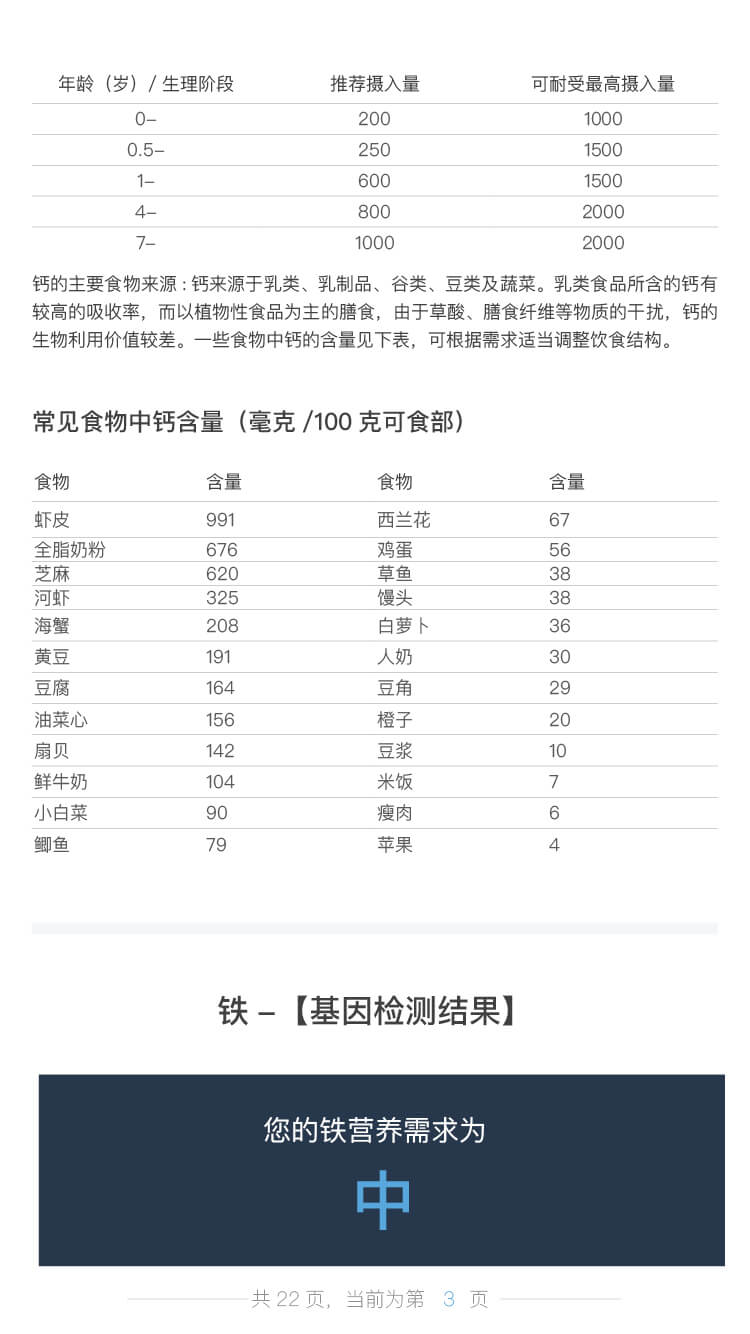 年龄（岁）/ 生理阶段 推荐摄入量 可耐受最高摄入量
0– 200 1000
0.5– 250 1500
1– 600 1500
4– 800 2000
7– 1000 2000
钙的主要食物来源 : 钙来源于乳类、乳制品、谷类、豆类及蔬菜。乳类食品所含的钙有
较高的吸收率，而以植物性食品为主的膳食，由于草酸、膳食纤维等物质的干扰，钙的
生物利用价值较差。一些食物中钙的含量见下表，可根据需求适当调整饮食结构。
常见食物中钙含量（毫克 /100 克可食部）
食物 含量 食物 含量
虾皮 991 西兰花 67
全脂奶粉 676 鸡蛋 56
芝麻 620 草鱼 38
河虾 325 馒头 38
海蟹 208 白萝卜 36
黄豆 191 人奶 30
豆腐 164 豆角 29
油菜心 156 橙子 20
扇贝 142 豆浆 10
鲜牛奶 104 米饭 7
小白菜 90 瘦肉 6
鲫鱼 79 苹果 4
铁 –【基因检测结果】
您的铁营养需求为
中
共 22 页，当前为第 3 页